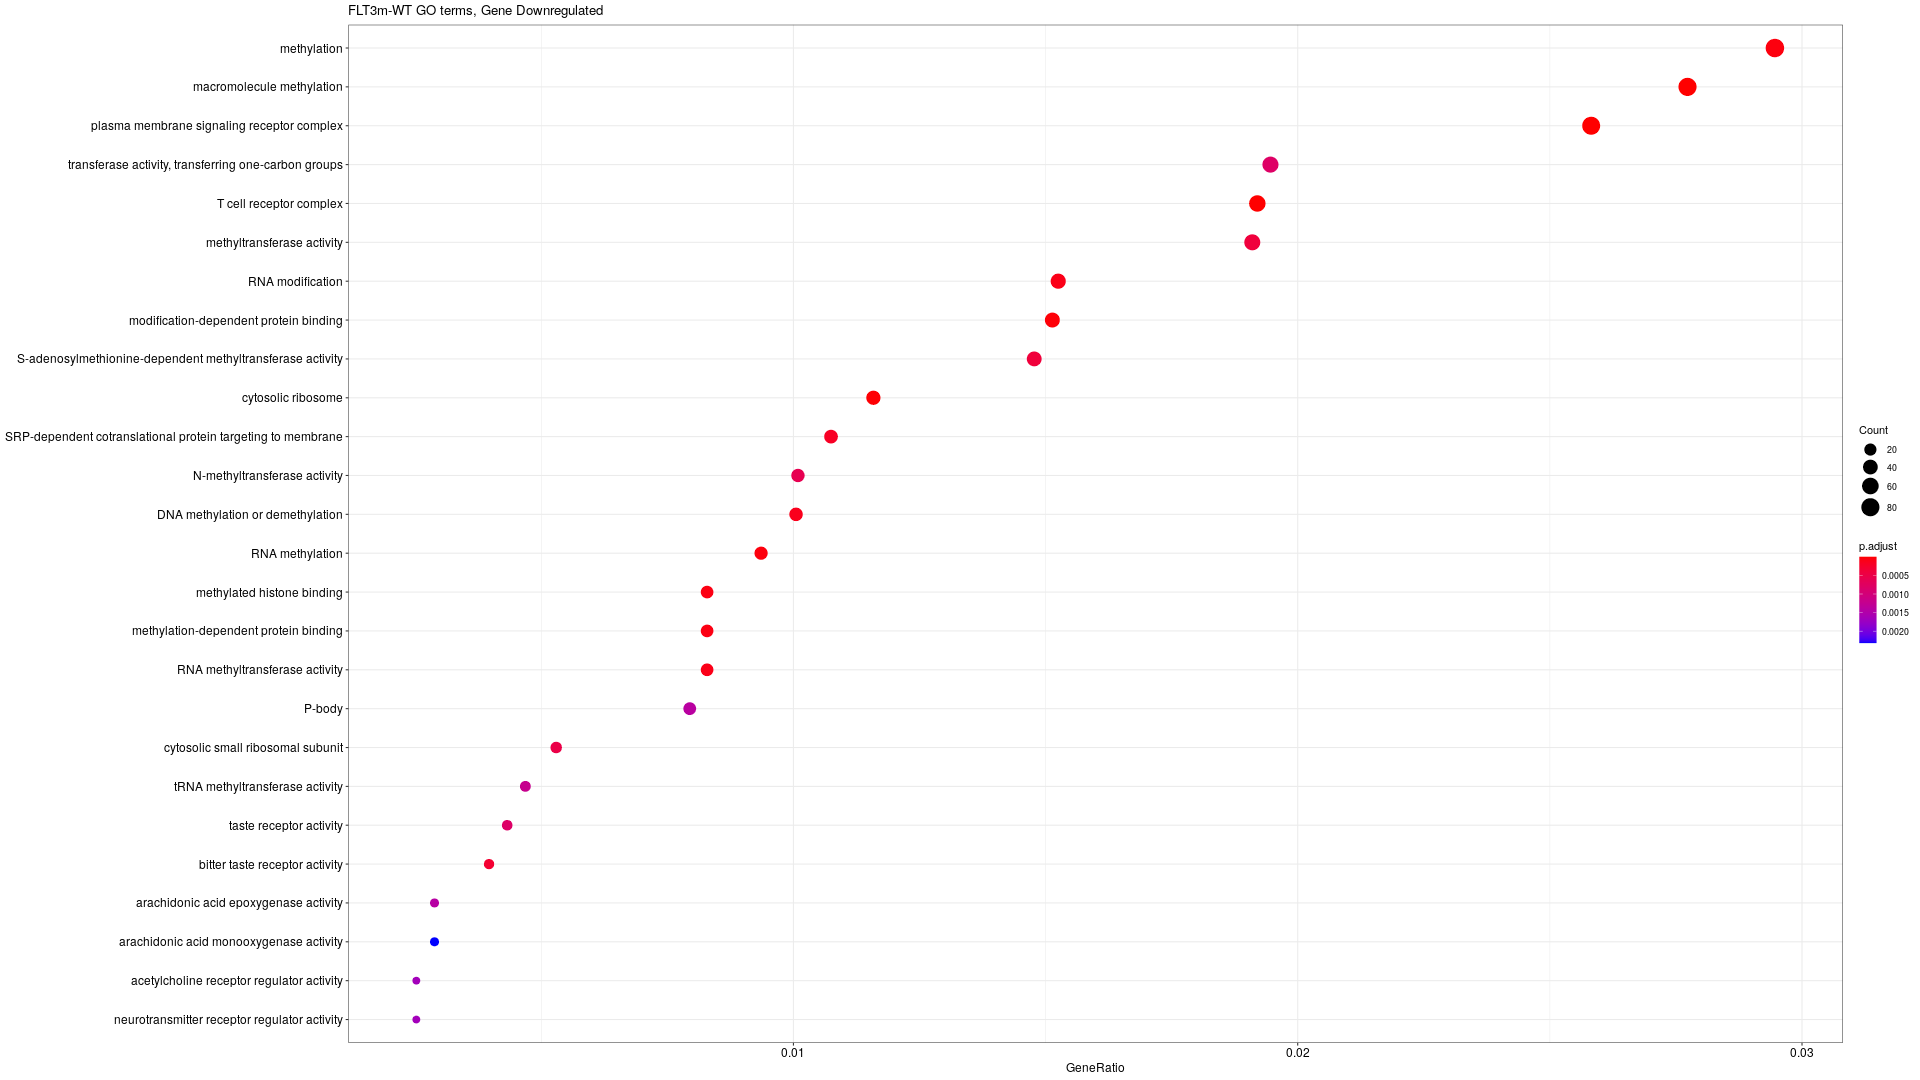 FLT3m-WT GO terms, Gene Downregulated
methylation
macromolecule methylation
plasma membrane signaling receptor complex
transferase activity, transferring one-carbon groups
T cell receptor complex
methyltransferase activity
RNA modification
modification-dependent protein binding
S-adenosylmethionine-dependent methyltransferase activity
cytosolic ribosome
SRP-dependent cotranslational protein targeting to membrane
N-methyltransferase activity
DNA methylation or demethylation
RNA methylation
methylated histone binding
methylation-dependent protein binding
RNA methyltransferase activity
P-body
cytosolic small ribosomal subunit
tRNA methyltransferase activity
taste receptor activity
bitter taste receptor activity
arachidonic acid epoxygenase activity
arachidonic acid monooxygenase activity
acetylcholine receptor regulator activity
neurotransmitter receptor regulator activity
0.01
0.02
0.03
GeneRatio
Count
20
40
60
80
p.adjust
0.0005
0.0010
0.0015
0.0020